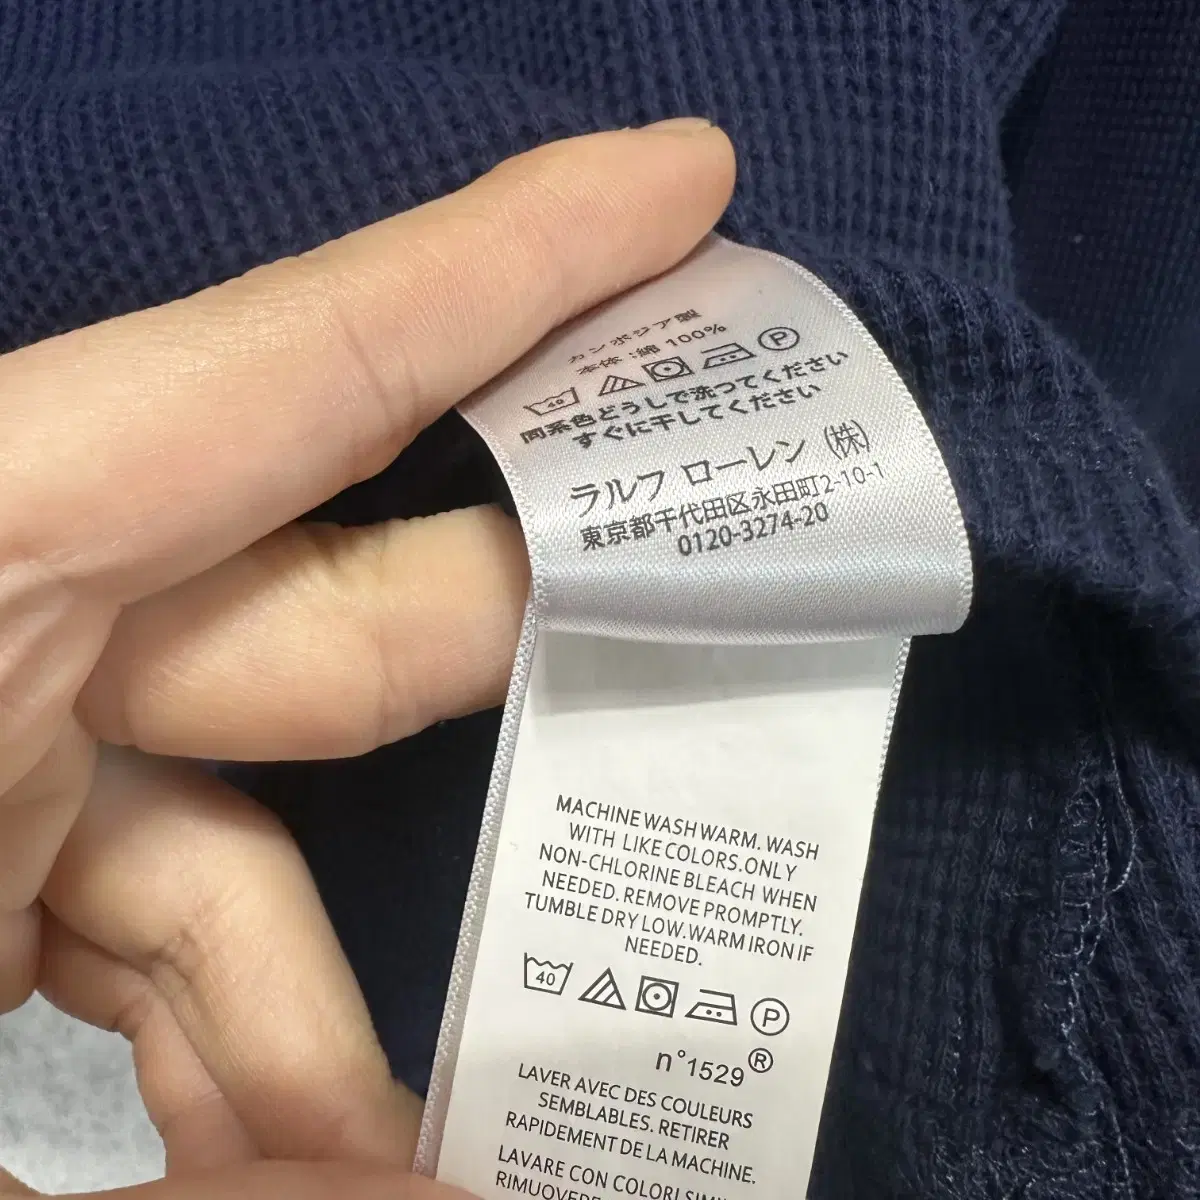 カンボジア製
本体:綿 100%
40 P
同系色どうしで洗つてください
すぐに干してください
ラルフ ローレン (株)
東京都千代田区永田町2-10-1
0120-3274-20
MACHINE WASH WARM. WASH
WITH LIKE COLORS.ONLY
NON-CHLORINE BLEACH WHEN
NEEDED. REMOVE PROMPTLY.
TUMBLE DRY LOW.WARM IRON IF
NEEDED.
40 P
n°1529®
LAVER AVEC DES COULEURS
SEMBLABLES. RETIRER
RAPIDEMENT DE LA MACHINE.
LAVARE CON COLORI
RIMUOVERE